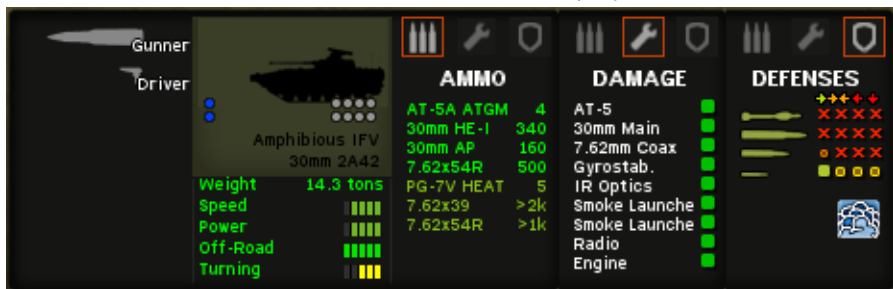 Gunner
Driver
Amphibious IFV
30mm 2A42
Weight 14.3 tons
Speed
Power
Off-Road
Turning
AMMO
AT-5A ATGM 4
30mm HE-I 340
30mm AP 160
7.62x54R 500
PG-7V HEAT 5
7.62x39 >2k
7.62x54R >1k
DAMAGE
AT-5
30mm Main
7.62mm Coax
Gyrostab.
IR Optics
Smoke Launche
Smoke Launche
Radio
Engine
DEFENSES